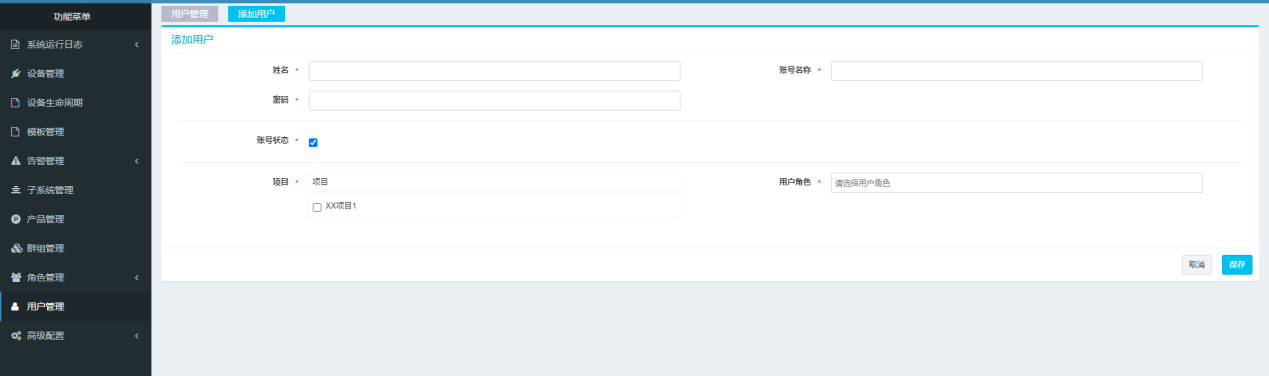 功能菜单
系统运行日志
设备管理
设备生命周期
模板管理
告警管理
子系统管理
产品管理
群组管理
角色管理
用户管理
高级配置
用户管理 添加用户
添加用户
姓名 * 账号名称 *
密码 *
账号状态 *
项目 * 项目 用户角色 * 请选择用户角色
XX项目1
取消 保存